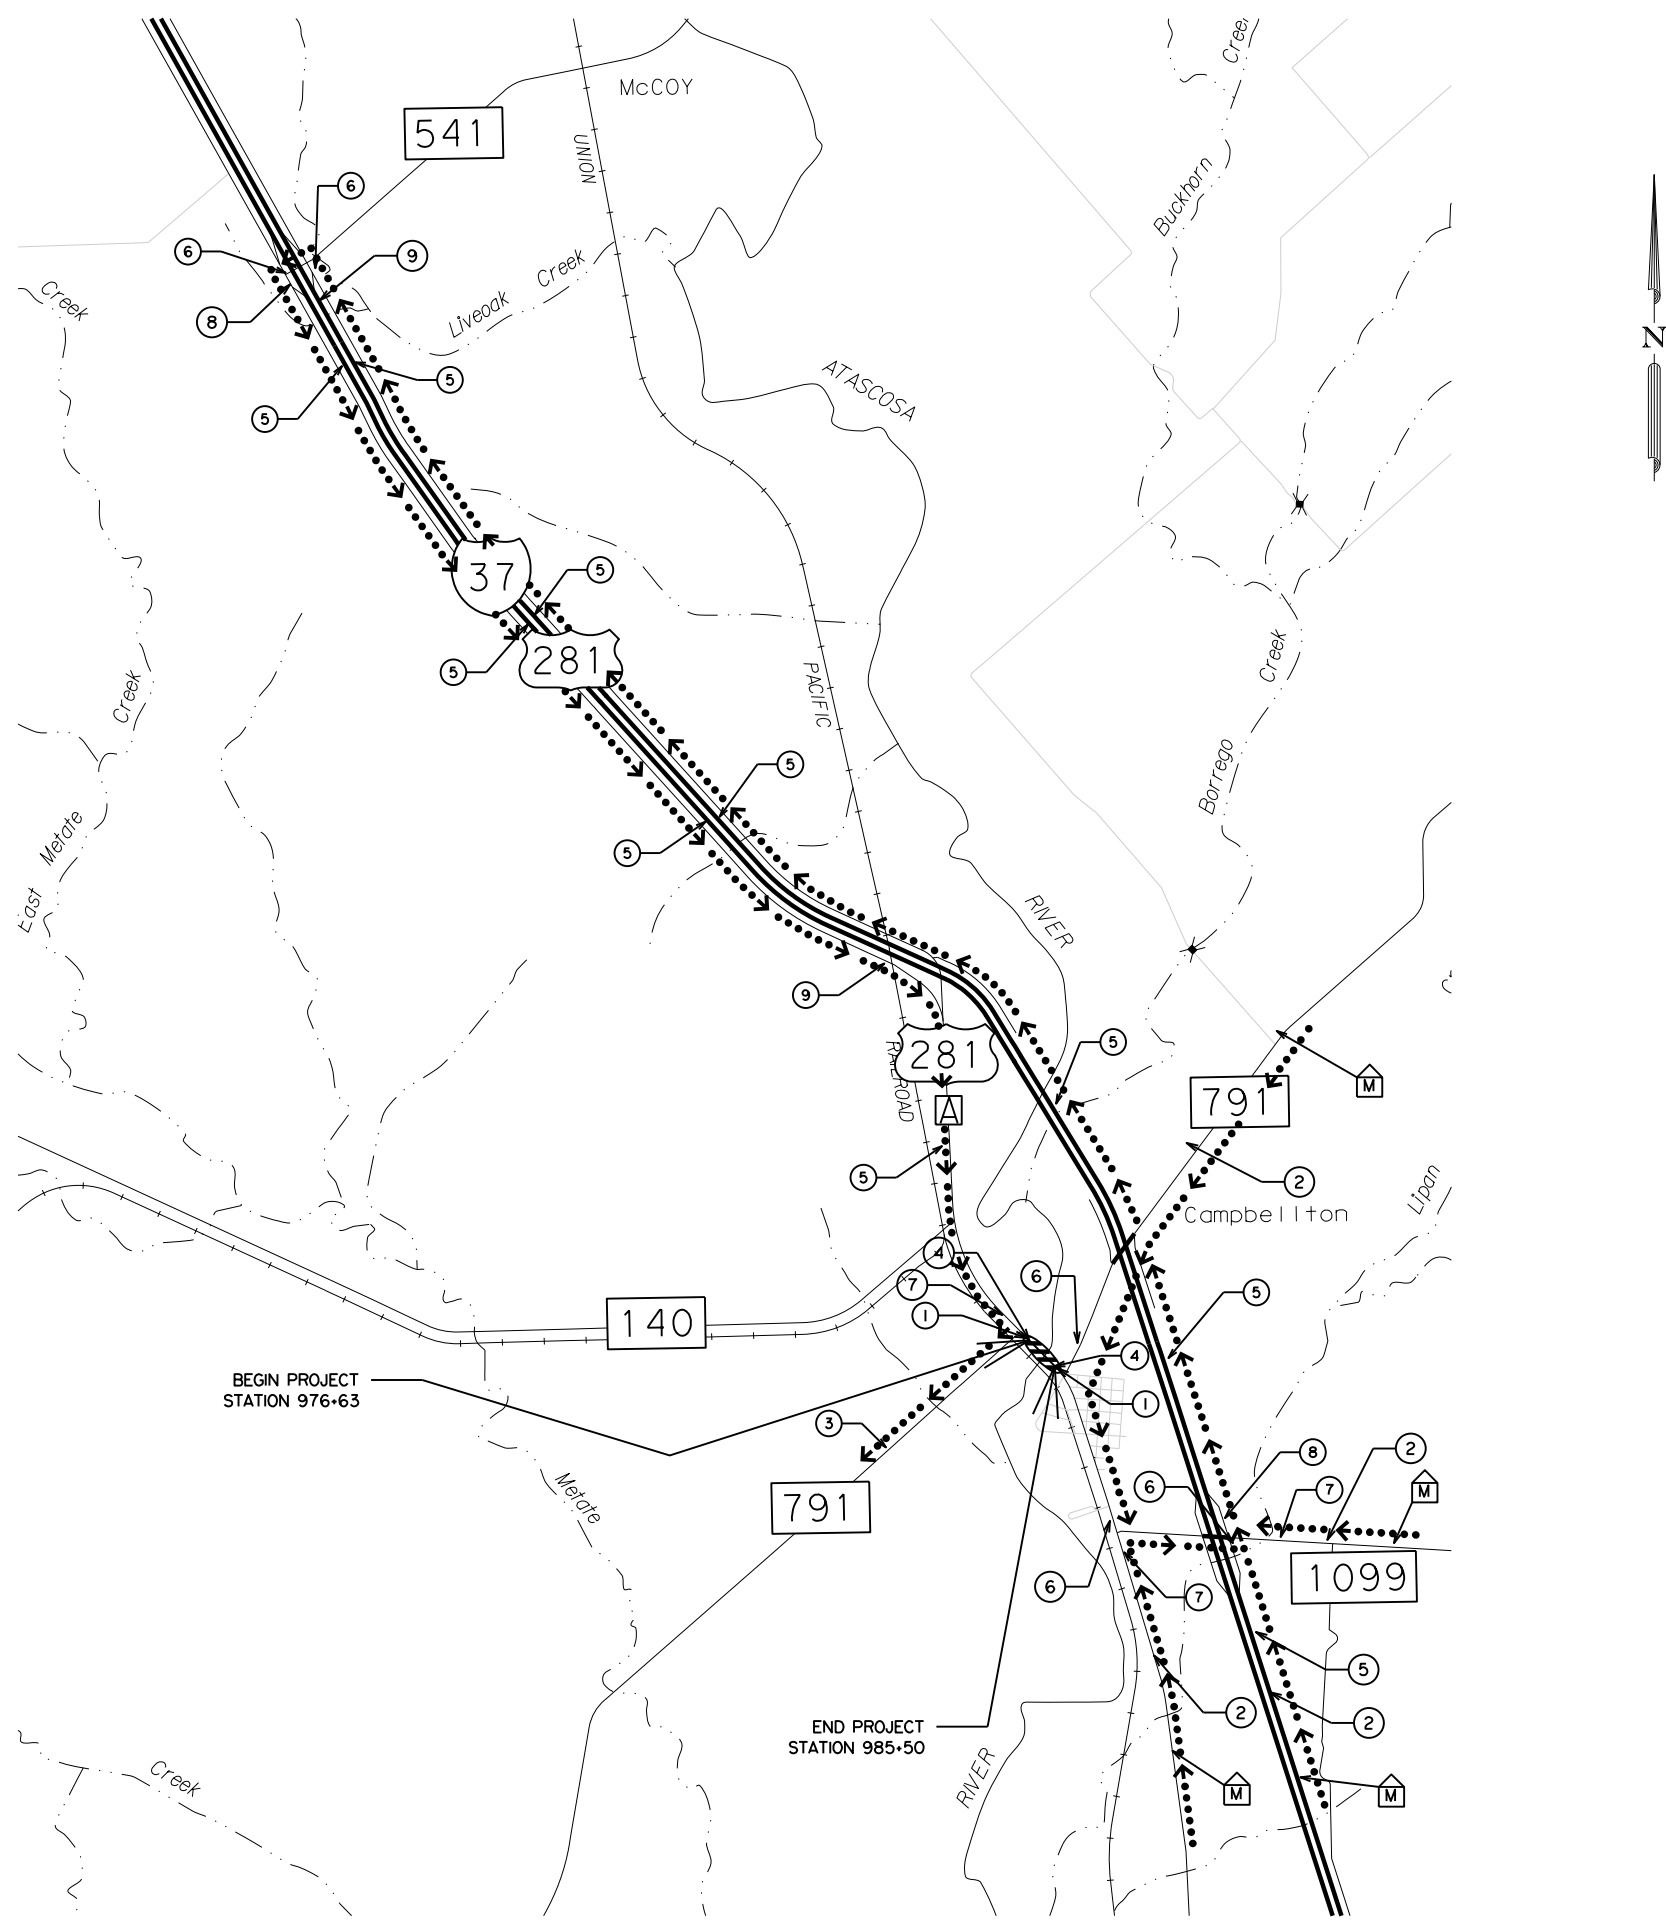 Creek
McCOY
541
UNION
Buckhorn
6
6
9
8
Creek
Liveoak Creek
N
5
5
ATASCOSA
37
5
5
281
PACIFIC
Creek
Creek
5
Borrego
5
Metate
East
RIVER
9
281
5
RAILROAD
791
M
A
5
2
Lipan
Campbellton
4
6
7
5
1
140
4
BEGIN PROJECT
STATION 976+63
1
3
8
2
6
7
M
791
Metate
1099
6
7
5
2
2
END PROJECT
STATION 985+50
RIVER
Creek
M
M